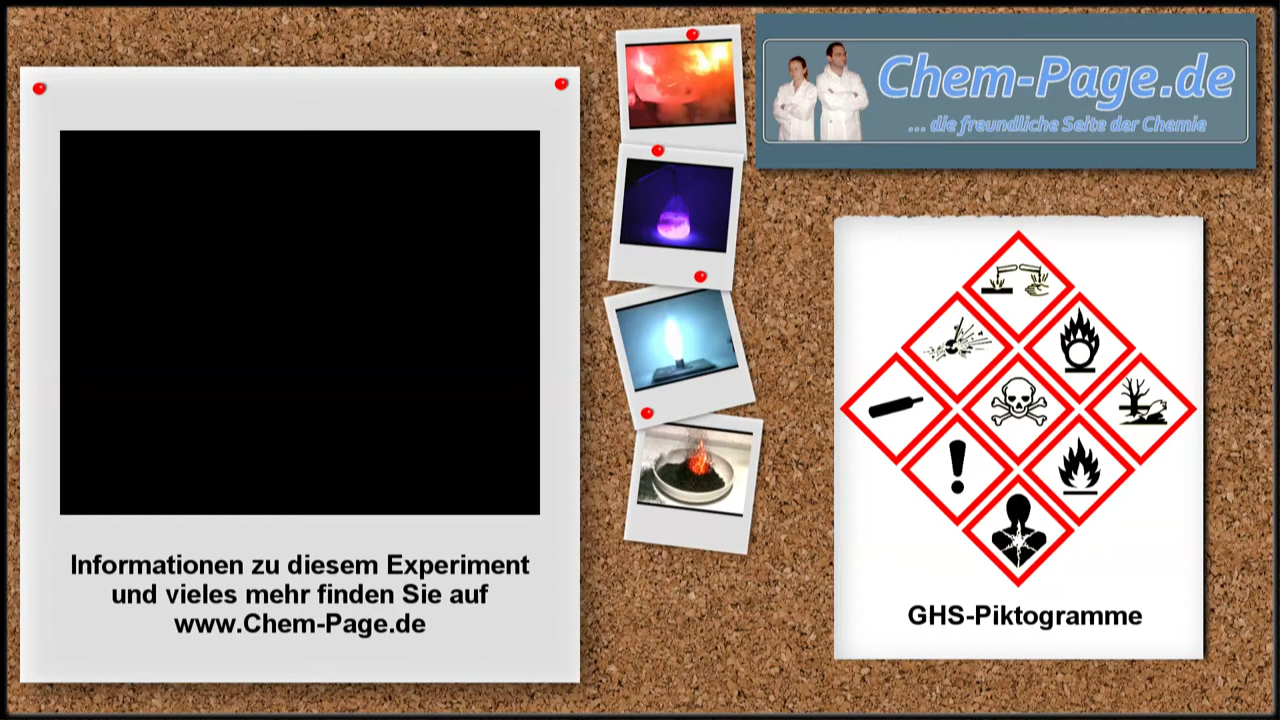 Chem-Page.de
... die freundliche Seite der Chemie
Informationen zu diesem Experiment
und vieles mehr finden Sie auf
www.Chem-Page.de
GHS-Piktogramme